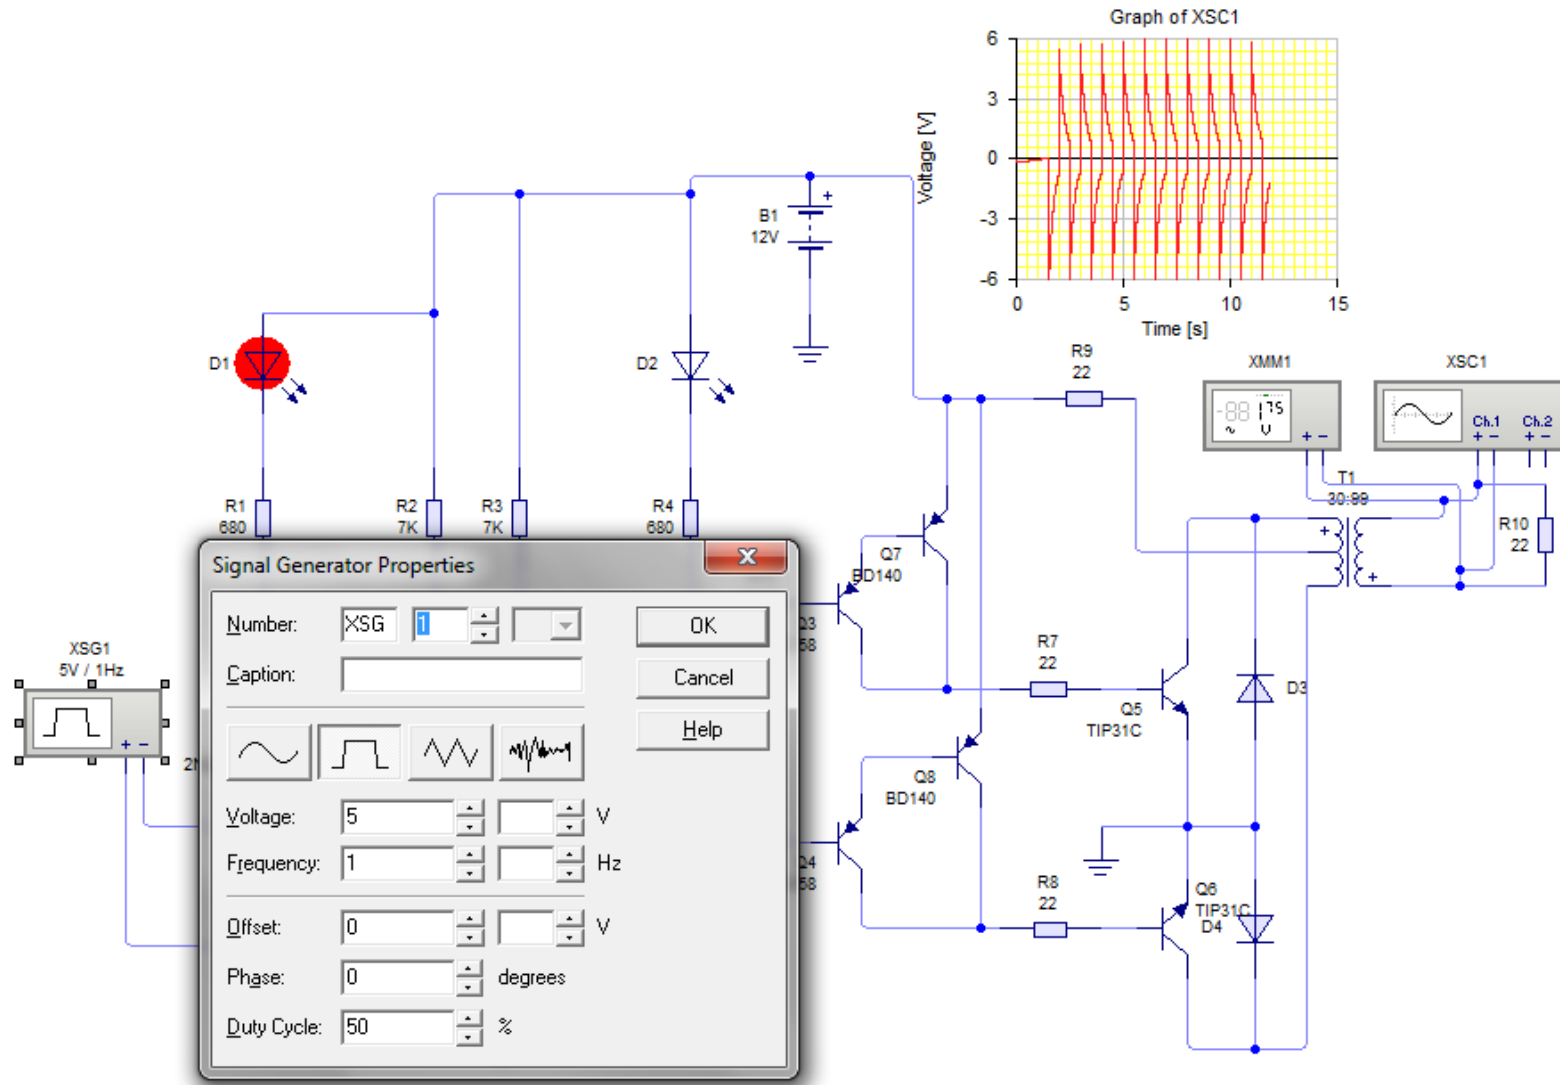 Graph of XSC1
Voltage [V]
6
3
0
-3
-6
0
5
10
15
Time [s]
B1
12V
+
D1
D2
R9
22
XMM1
XSC1
175
V
+ −
Ch.1
Ch.2
+ −
+ −
T1
30:99
R10
22
R1
680
R2
7K
R3
7K
R4
680
Q7
BD140
Signal Generator Properties
Number:
XSG
1
OK
Caption:
Cancel
Help
Voltage:
5
V
Frequency:
1
Hz
Offset:
0
V
Phase:
0
degrees
Duty Cycle:
50
%
XSG1
5V / 1Hz
+ −
R7
22
Q5
TIP31C
D3
Q8
BD140
R8
22
Q6
TIP31C
D4
+
+